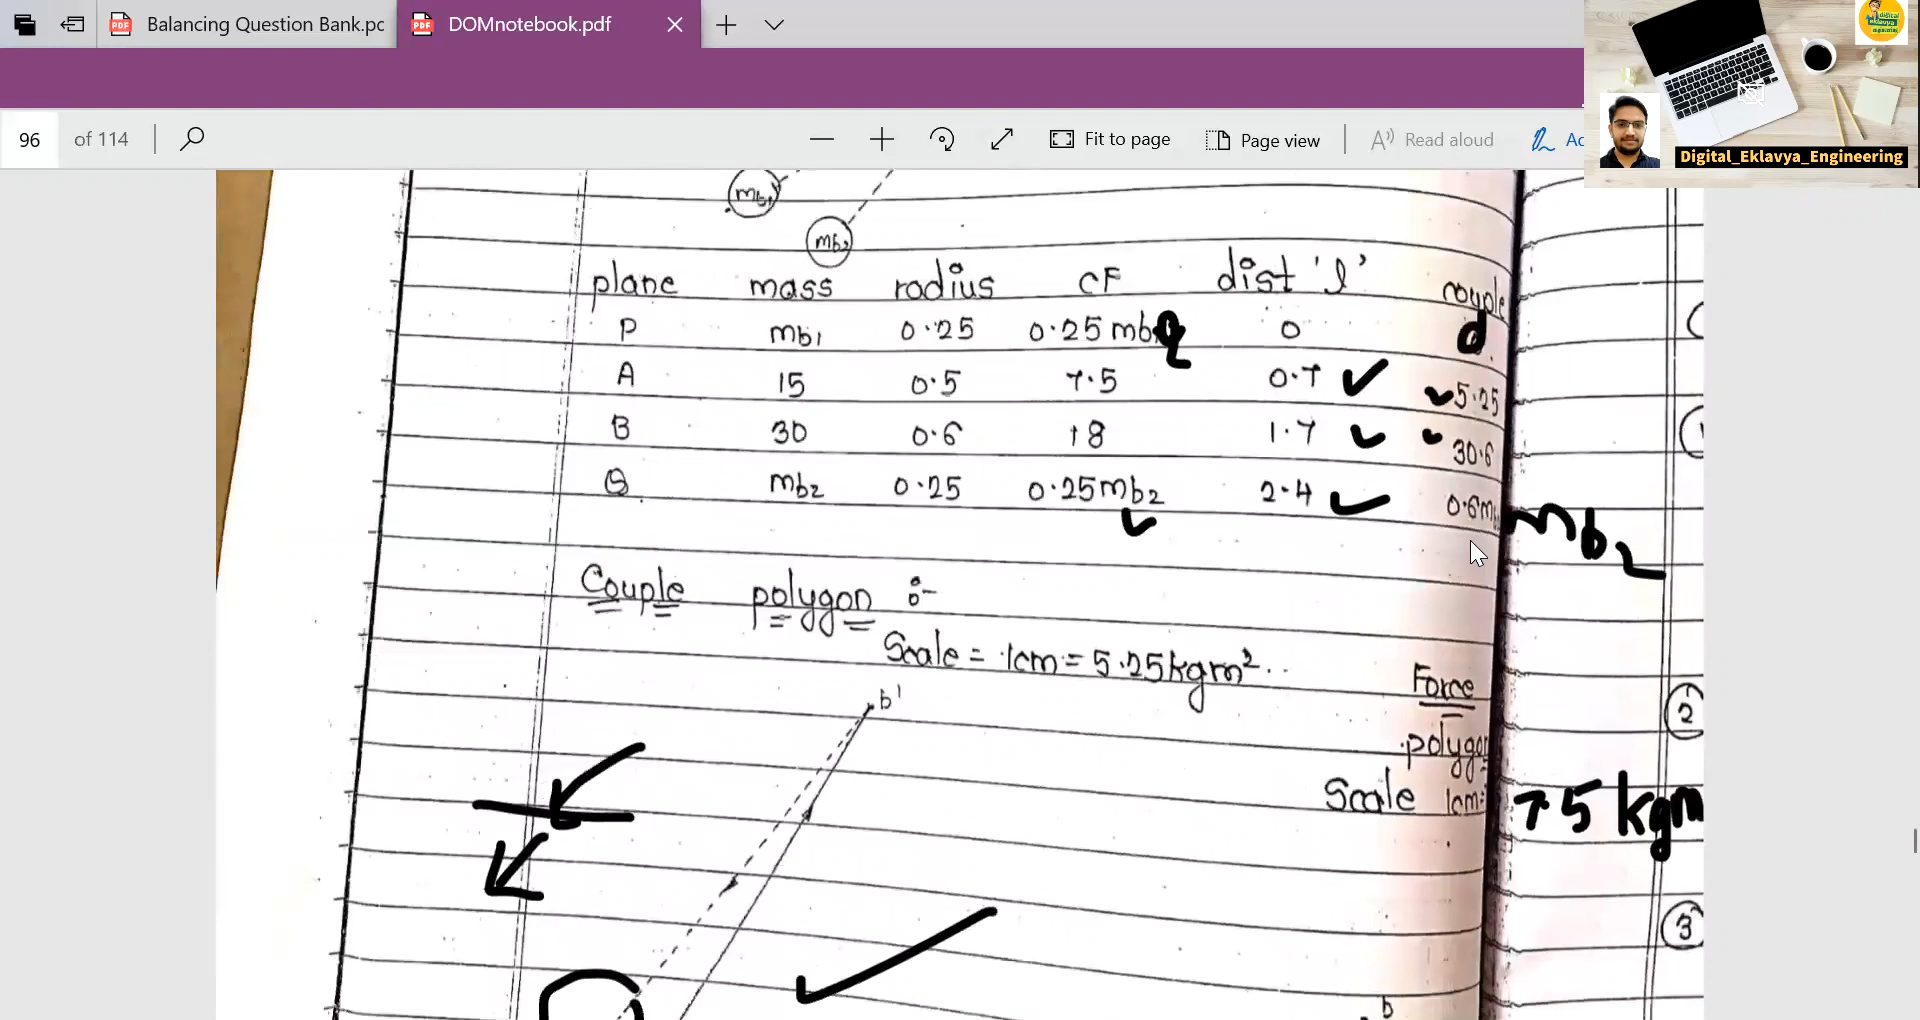 Balancing Question Bank.pc
DOMnotebook.pdf
96 of 114
Fit to page
Page view
Read aloud
Digital_Eklavya_Engineering
mb1
mb2
plane mass radius CF dist 'l' couple
P mb1 0.25 0.25 mb 0
A 15 0.5 7.5 0.7 5.25
B 30 0.6 18 1.7 30.6
Q mb2 0.25 0.25mb2 2.4 0.6m mb2
Couple polygon :-
Scale = 1cm = 5.25kgm²
Force
polygon
b'
Scale 1cm= 75 kgm
2
3
b